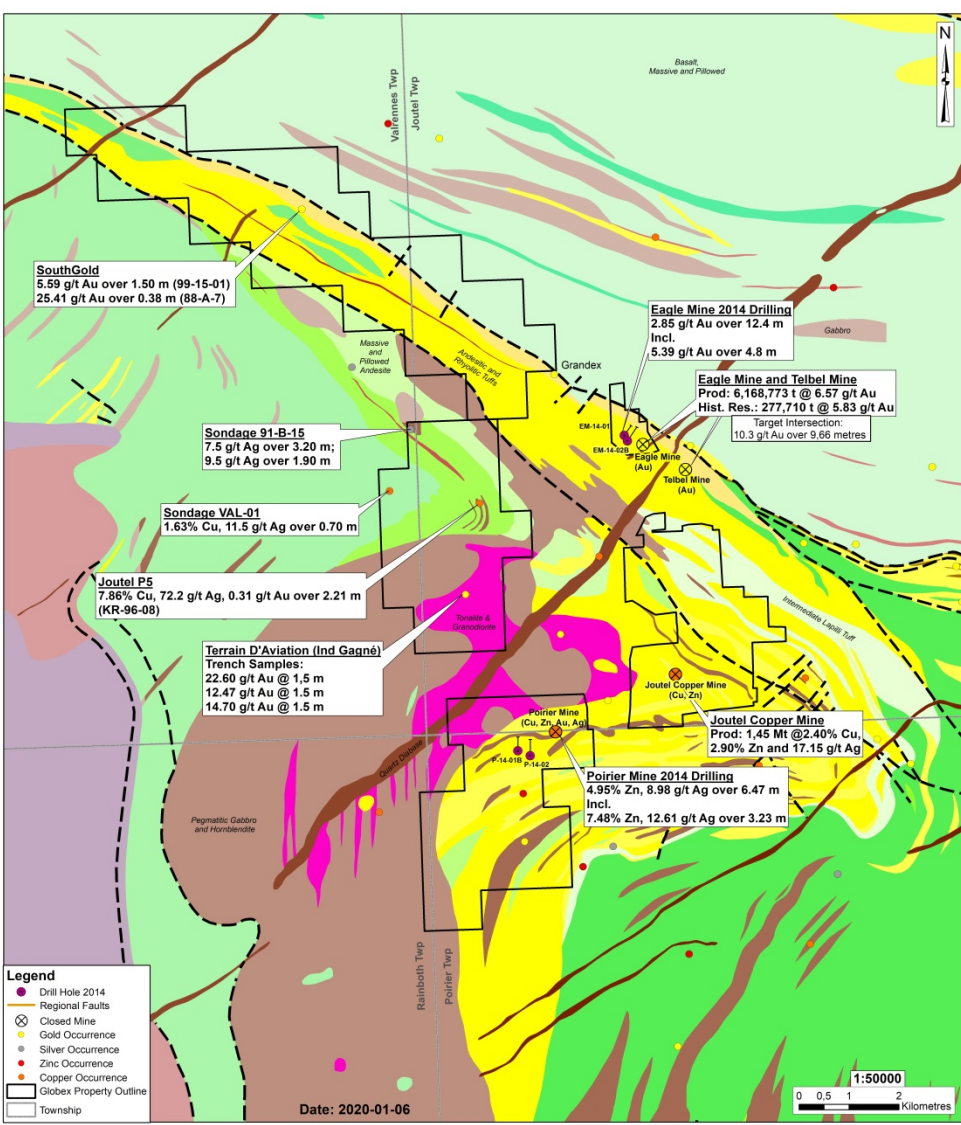 N
Basalt,
Massive and Pillowed
Valrennes Twp
Joutel Twp
SouthGold
5.59 g/t Au over 1.50 m (99-15-01)
25.41 g/t Au over 0.38 m (88-A-7)
Massive
and
Pillowed
Andesite
Andesitic and
Rhyolitic Tuffs
Grandex
Gabbro
Eagle Mine 2014 Drilling
2.85 g/t Au over 12.4 m
Incl.
5.39 g/t Au over 4.8 m
Eagle Mine and Telbel Mine
Prod: 6,168,773 t @ 6.57 g/t Au
Hist. Res.: 277,710 t @ 5.83 g/t Au
Target Intersection:
10.3 g/t Au over 9,66 metres
EM-14-01
EM-14-02B
Eagle Mine
(Au)
Telbel Mine
(Au)
Sondage 91-B-15
7.5 g/t Ag over 3.20 m;
9.5 g/t Ag over 1.90 m
Sondage VAL-01
1.63% Cu, 11.5 g/t Ag over 0.70 m
Joutel P5
7.86% Cu, 72.2 g/t Ag, 0.31 g/t Au over 2.21 m
(KR-96-08)
Terrain D'Aviation (Ind Gagné)
Trench Samples:
22.60 g/t Au @ 1,5 m
12.47 g/t Au @ 1.5 m
14.70 g/t Au @ 1.5 m
Tonalite &
Granodiorite
Intermediate Lapilis Tuff
Joutel Copper Mine
(Cu, Zn)
Joutel Copper Mine
Prod: 1,45 Mt @2.40% Cu,
2.90% Zn and 17.15 g/t Ag
Poirier Mine
(Cu, Zn, Au, Ag)
P-14-01B
P-14-02
Poirier Mine 2014 Drilling
4.95% Zn, 8.98 g/t Ag over 6.47 m
Incl.
7.48% Zn, 12.61 g/t Ag over 3.23 m
Quartz Diabase
Pegmatitic Gabbro
and Hornblendite
Rainboth Twp
Poirier Twp
Legend
Drill Hole 2014
Regional Faults
Closed Mine
Gold Occurrence
Silver Occurrence
Zinc Occurrence
Copper Occurrence
Globex Property Outline
Township
Date: 2020-01-06
1:50000
0 0,5 1 2
Kilometres